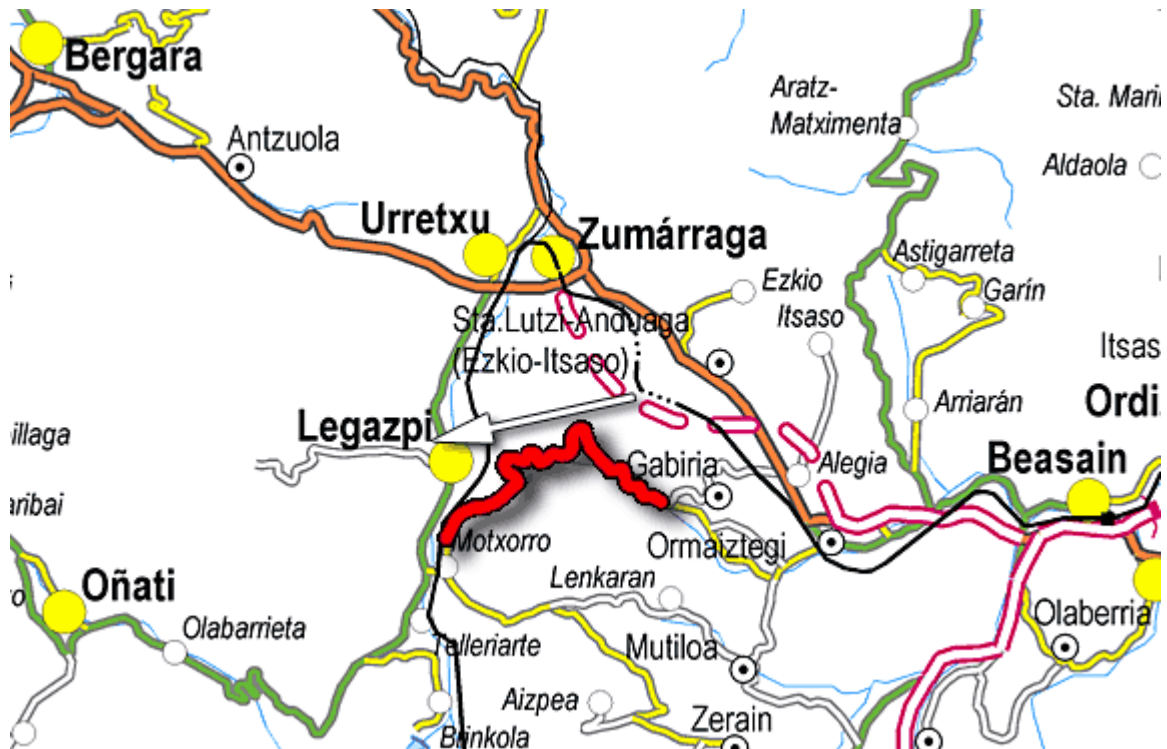 Bergara
Aratz-
Matximenta
Sta. Marin
Antzuola
Aldaola
Urretxu
Zumárraga
Astigarreta
Ezkio
Garín
Itsaso
Sta.Lutzi-Anduaga
(Ezkio-Itsaso)
Itsas
Arriarán
Ordi
Legazpi
illaga
Gabiria
Alegia
Beasain
aribai
Motxorro
Ormaiztegi
Oñati
Lenkaran
Olaberria
Olabarrieta
Telleriarte
Mutiloa
Aizpea
Zerain
Brinkola